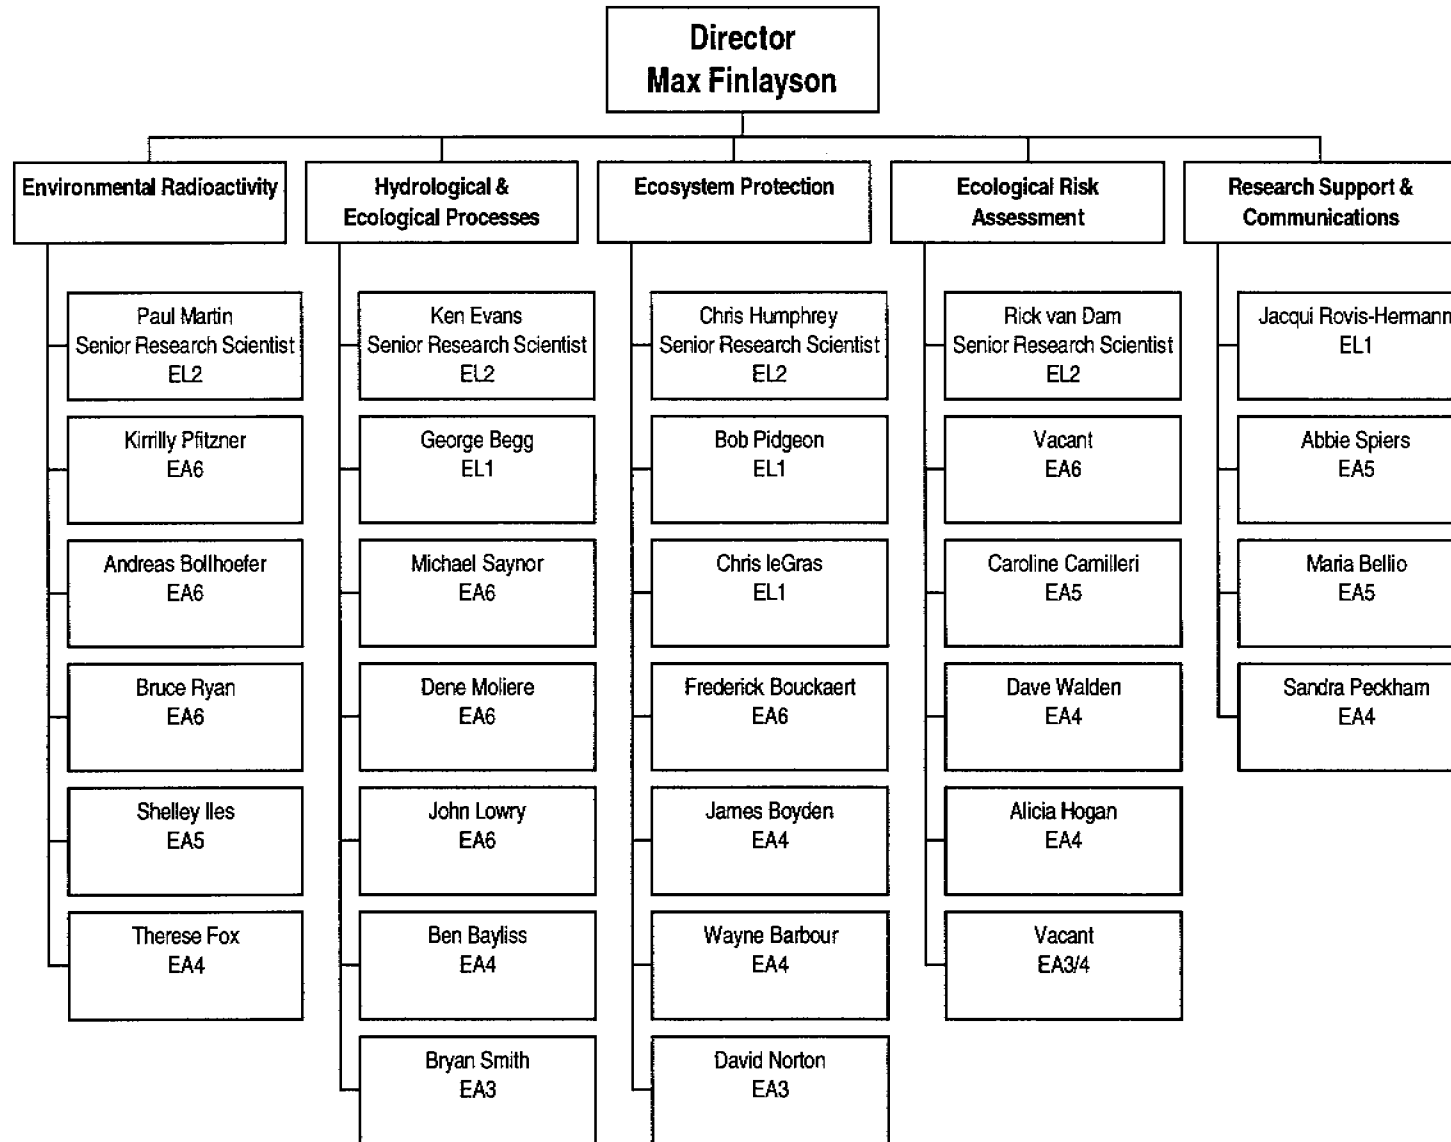 Director
Max Finlayson
Environmental Radioactivity
Hydrological &
Ecological Processes
Ecosystem Protection
Ecological Risk
Assessment
Research Support &
Communications
Paul Martin
Senior Research Scientist
EL2
Kirrilly Pfitzner
EA6
Andreas Bollhoefer
EA6
Bruce Ryan
EA6
Shelley Iles
EA5
Therese Fox
EA4
Ken Evans
Senior Research Scientist
EL2
George Begg
EL1
Michael Saynor
EA6
Dene Moliere
EA6
John Lowry
EA6
Ben Bayliss
EA4
Bryan Smith
EA3
Chris Humphrey
Senior Research Scientist
EL2
Bob Pidgeon
EL1
Chris leGras
EL1
Frederick Bouckaert
EA6
James Boyden
EA4
Wayne Barbour
EA4
David Norton
EA3
Rick van Dam
Senior Research Scientist
EL2
Vacant
EA6
Caroline Camilleri
EA5
Dave Walden
EA4
Alicia Hogan
EA4
Vacant
EA3/4
Jacqui Rovis-Hermann
EL1
Abbie Spiers
EA5
Maria Bellio
EA5
Sandra Peckham
EA4